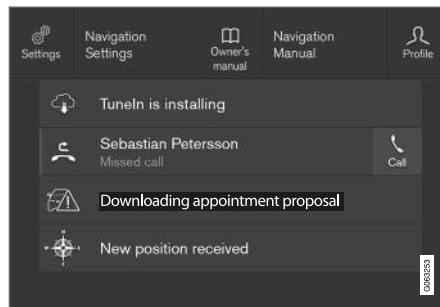 Settings
Navigation
Settings
Owner's
manual
Navigation
Manual
Profile
TuneIn is installing
Sebastian Petersson
Missed call
Call
Downloading appointment proposal
New position received
G063253